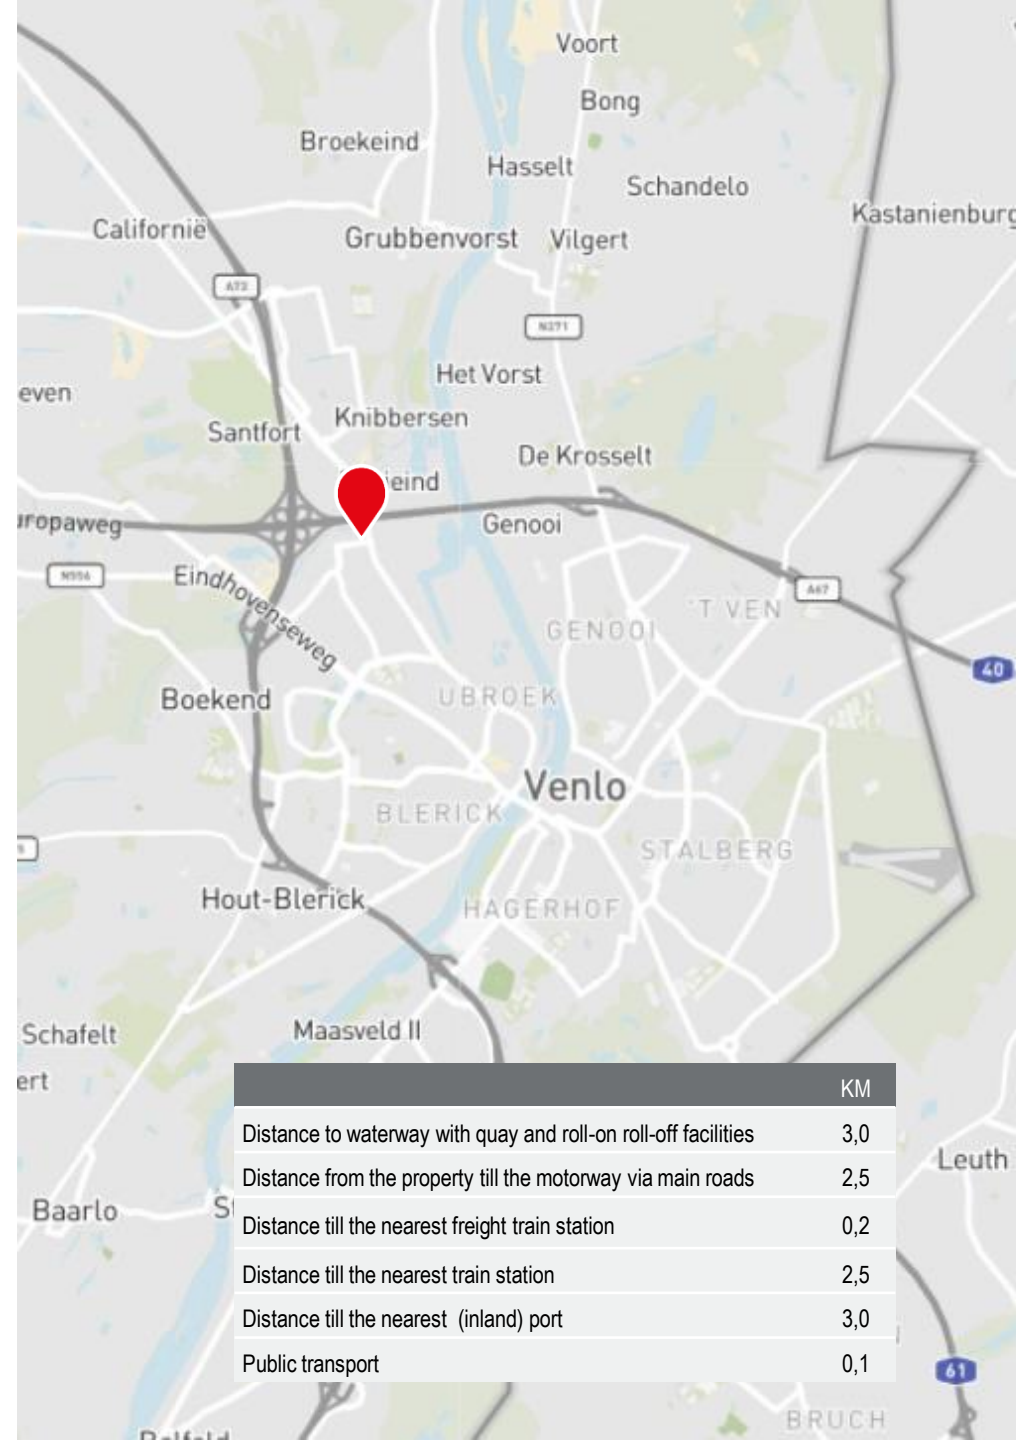 Voort
Bong
Broekeind
Hasselt
Schandelo
Kastanienburg
Californië
Grubbenvorst
Vilgert
A73
N271
Het Vorst
even
Knibbersen
Santfort
De Krosselt
ieind
uropaweg
Genooi
N556
Eindhovenseweg
A67
'T VEN
GENOOI
40
Boekend
UBROEK
Venlo
BLERICK
STALBERG
Hout-Blerick
HAGERHOF
Schafelt
Maasveld II
ert
KM
Distance to waterway with quay and roll-on roll-off facilities 3,0
Distance from the property till the motorway via main roads 2,5
Distance till the nearest freight train station 0,2
Distance till the nearest train station 2,5
Distance till the nearest (inland) port 3,0
Public transport 0,1
Leuth
Baarlo
St
61
BRUCH